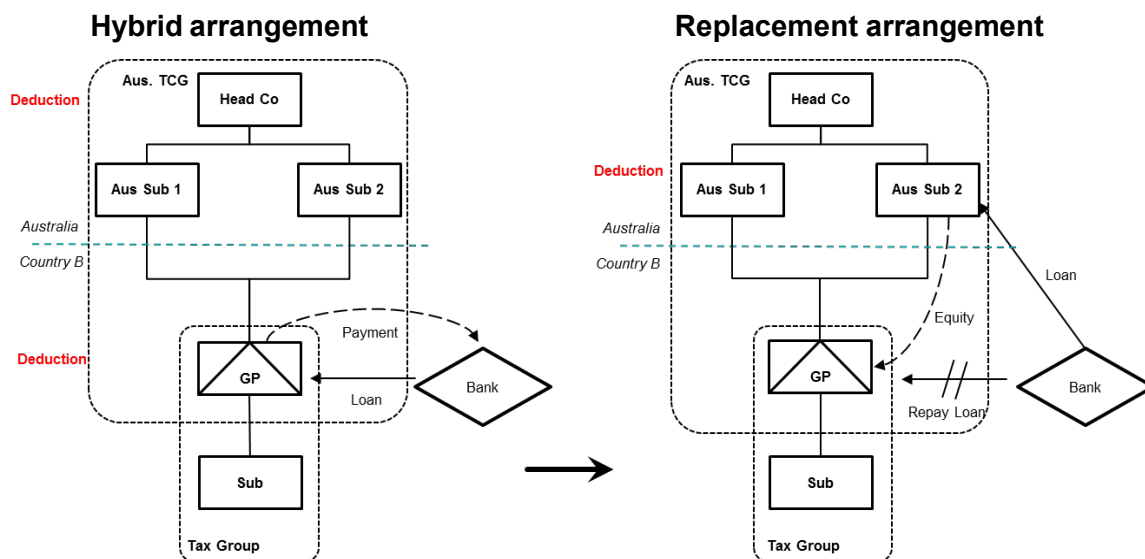 Hybrid arrangement
Aus. TCG
Deduction
Head Co
Aus Sub 1
Aus Sub 2
Australia
Country B
Payment
Deduction
GP
Loan
Bank
Sub
Tax Group
Replacement arrangement
Aus. TCG
Head Co
Deduction
Aus Sub 1
Aus Sub 2
Australia
Country B
Loan
Equity
GP
Repay Loan
Bank
Sub
Tax Group